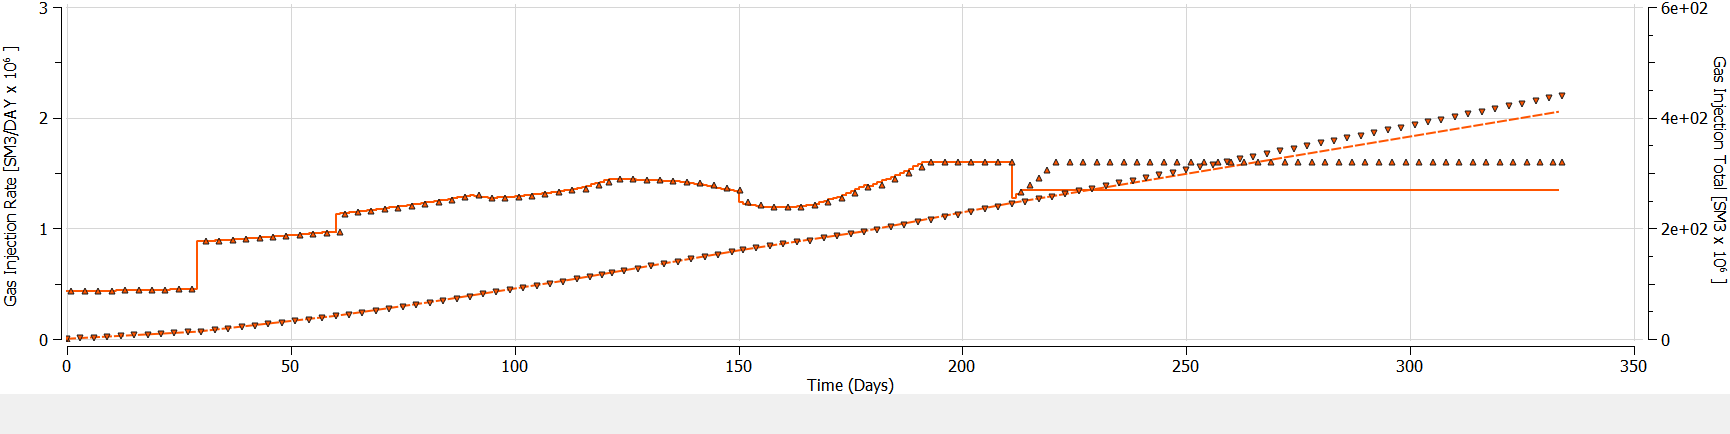 3
2
1
0
Gas Injection Rate [SM3/DAY x 10⁶ ]
6e+02
4e+02
2e+02
0
Gas Injection Total [SM3 x 10⁶ ]
0 50 100 150 200 250 300 350
Time (Days)